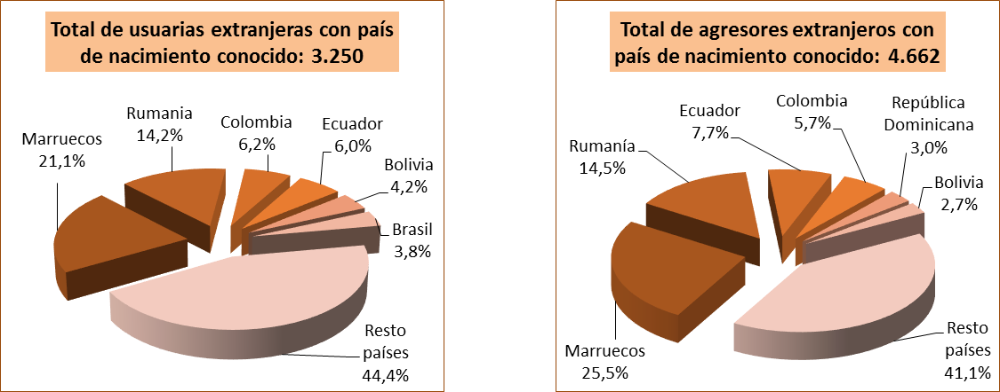 Total de usuarias extranjeras con país
de nacimiento conocido: 3.250
Marruecos
21,1%
Rumania
14,2%
Colombia
6,2%
Ecuador
6,0%
Bolivia
4,2%
Brasil
3,8%
Resto
países
44,4%
Total de agresores extranjeros con
país de nacimiento conocido: 4.662
Marruecos
25,5%
Rumanía
14,5%
Ecuador
7,7%
Colombia
5,7%
República
Dominicana
3,0%
Bolivia
2,7%
Resto
países
41,1%